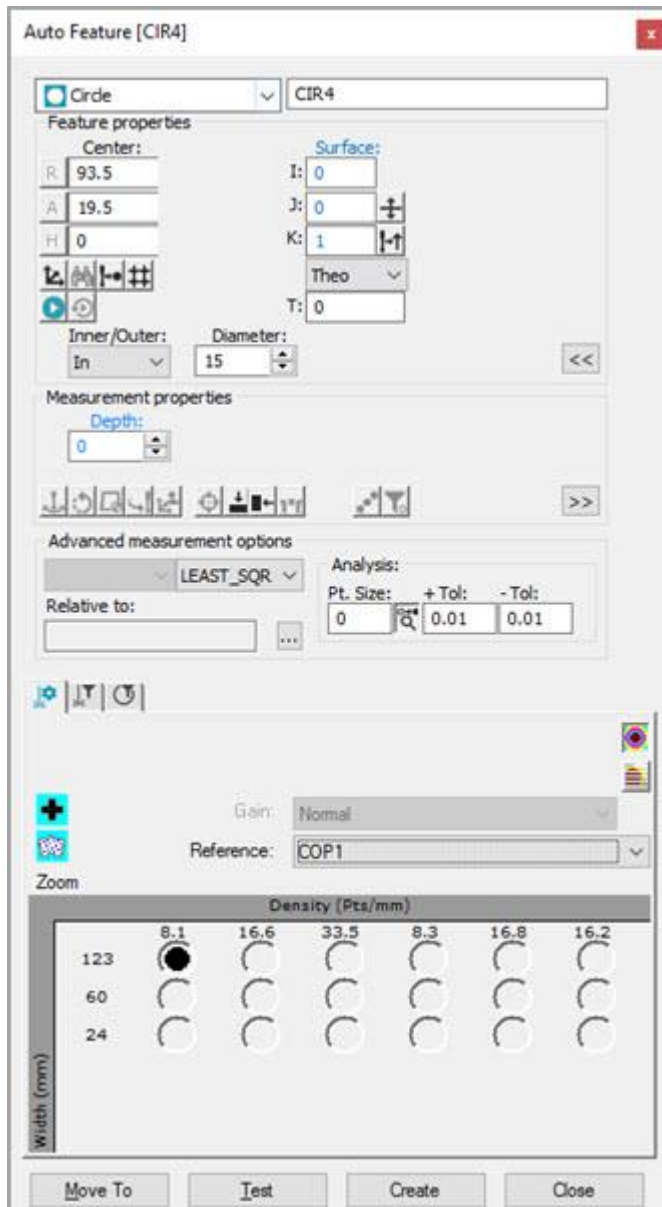 Auto Feature [CIR4]
x
Circle CIR4
Feature properties
Center: Surface:
R 93.5 I: 0
A 19.5 J: 0
H 0 K: 1
Theo
T: 0
Inner/Outer: Diameter:
In 15 <<
Measurement properties
Depth:
0
>>
Advanced measurement options
LEAST_SQR Analysis:
Pt. Size: + Tol: - Tol:
Relative to: 0 0.01 0.01
...
Gain: Normal
Reference: COP1
Zoom
Density (Pts/mm)
8.1 16.6 33.5 8.3 16.8 16.2
123
60
24
Width (mm)
Move To Test Create Close